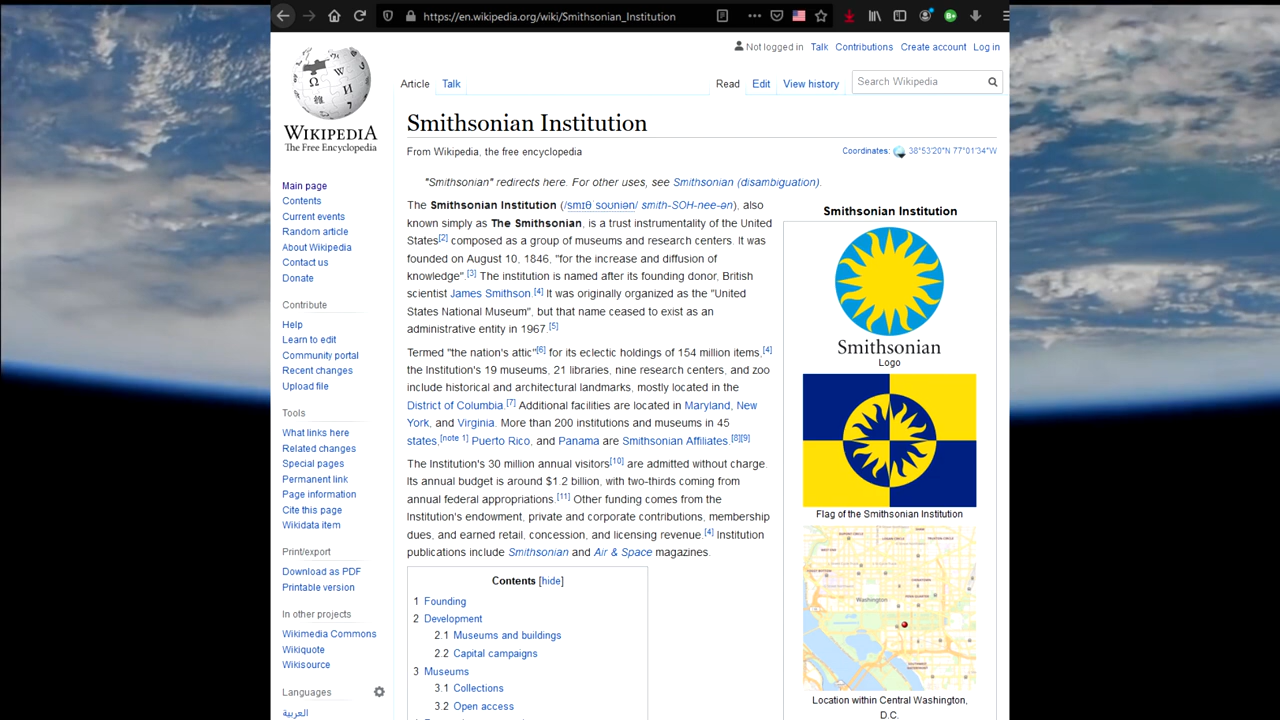 https://en.wikipedia.org/wiki/Smithsonian_Institution
Not logged in Talk Contributions Create account Log in
Article Talk Read Edit View history Search Wikipedia
WIKIPEDIA
The Free Encyclopedia
Main page
Contents
Current events
Random article
About Wikipedia
Contact us
Donate
Contribute
Help
Learn to edit
Community portal
Recent changes
Upload file
Tools
What links here
Related changes
Special pages
Permanent link
Page information
Cite this page
Wikidata item
Print/export
Download as PDF
Printable version
In other projects
Wikimedia Commons
Wikiquote
Wikisource
Languages
العربية
Smithsonian Institution
From Wikipedia, the free encyclopedia
Coordinates: 38°53′20″N 77°01′34″W
"Smithsonian" redirects here. For other uses, see Smithsonian (disambiguation).
The Smithsonian Institution (/smɪθˈsoʊniən/ smith-SOH-nee-ən), also
known simply as The Smithsonian, is a trust instrumentality of the United
States[2] composed as a group of museums and research centers. It was
founded on August 10, 1846, "for the increase and diffusion of
knowledge".[3] The institution is named after its founding donor, British
scientist James Smithson.[4] It was originally organized as the "United
States National Museum", but that name ceased to exist as an
administrative entity in 1967.[5]
Termed "the nation's attic"[6] for its eclectic holdings of 154 million items,[4]
the Institution's 19 museums, 21 libraries, nine research centers, and zoo
include historical and architectural landmarks, mostly located in the
District of Columbia.[7] Additional facilities are located in Maryland, New
York, and Virginia. More than 200 institutions and museums in 45
states,[note 1] Puerto Rico, and Panama are Smithsonian Affiliates.[8][9]
The Institution's 30 million annual visitors[10] are admitted without charge.
Its annual budget is around $1.2 billion, with two-thirds coming from
annual federal appropriations.[11] Other funding comes from the
Institution's endowment, private and corporate contributions, membership
dues, and earned retail, concession, and licensing revenue.[4] Institution
publications include Smithsonian and Air & Space magazines.
Contents [hide]
1 Founding
2 Development
2.1 Museums and buildings
2.2 Capital campaigns
3 Museums
3.1 Collections
3.2 Open access
Smithsonian Institution
Smithsonian
Logo
Flag of the Smithsonian Institution
Washington
Location within Central Washington,
D.C.